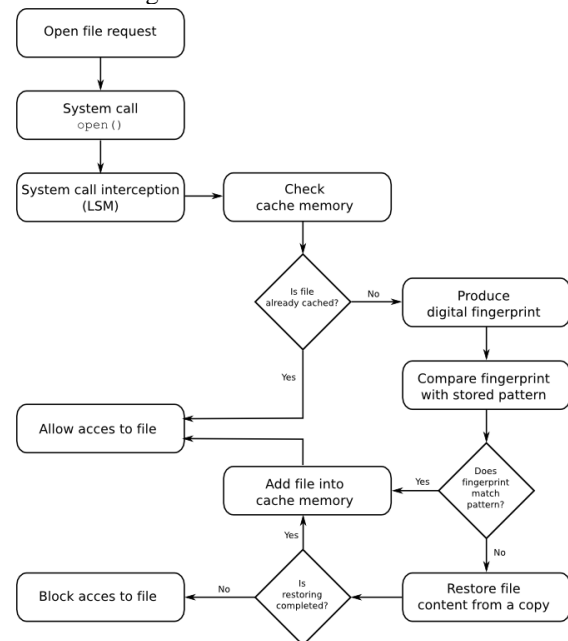 Open file request
System call
open()
System call interception
(LSM)
Check
cache memory
Is file
already cached?
No
Produce
digital fingerprint
Yes
Compare fingerprint
with stored pattern
Allow acces to file
Does
fingerprint
match
pattern?
Yes
Add file into
cache memory
No
Yes
Restore file
content from a copy
Is
restoring
completed?
No
Block acces to file